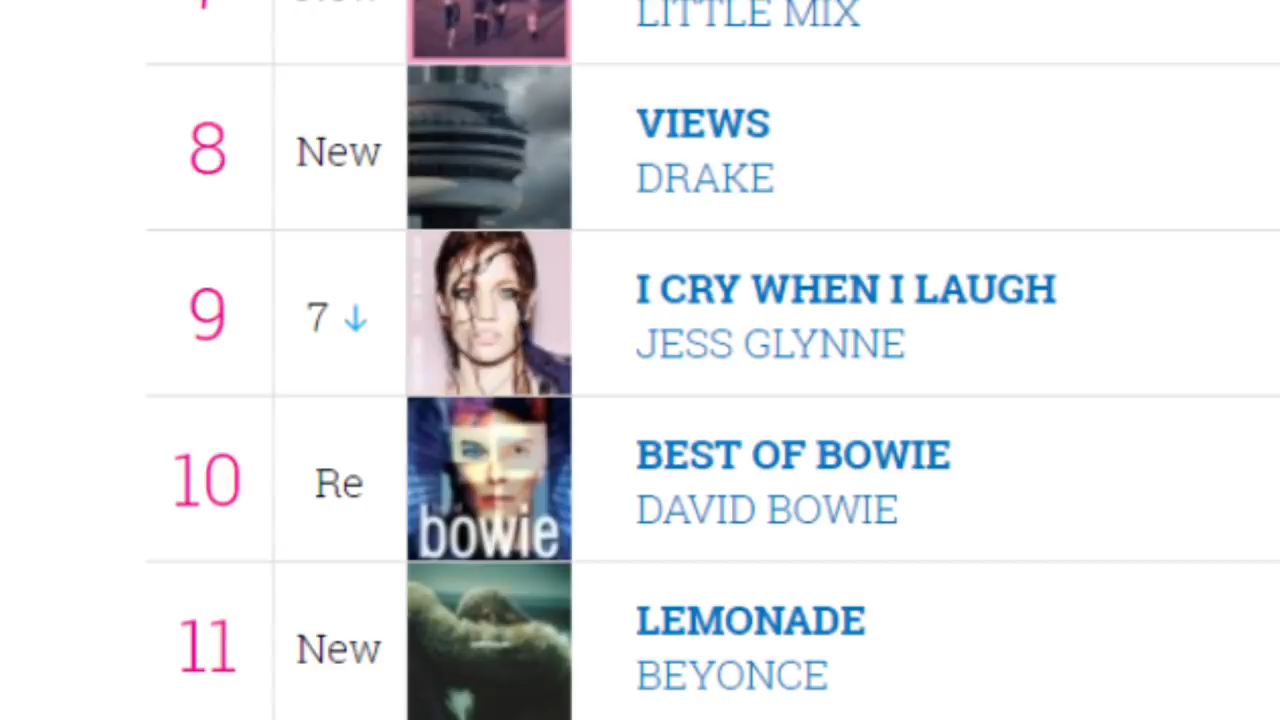 LITTLE MIX
8
New
VIEWS
DRAKE
9
7 ↓
I CRY WHEN I LAUGH
JESS GLYNNE
10
Re
bowie
BEST OF BOWIE
DAVID BOWIE
11
New
LEMONADE
BEYONCE